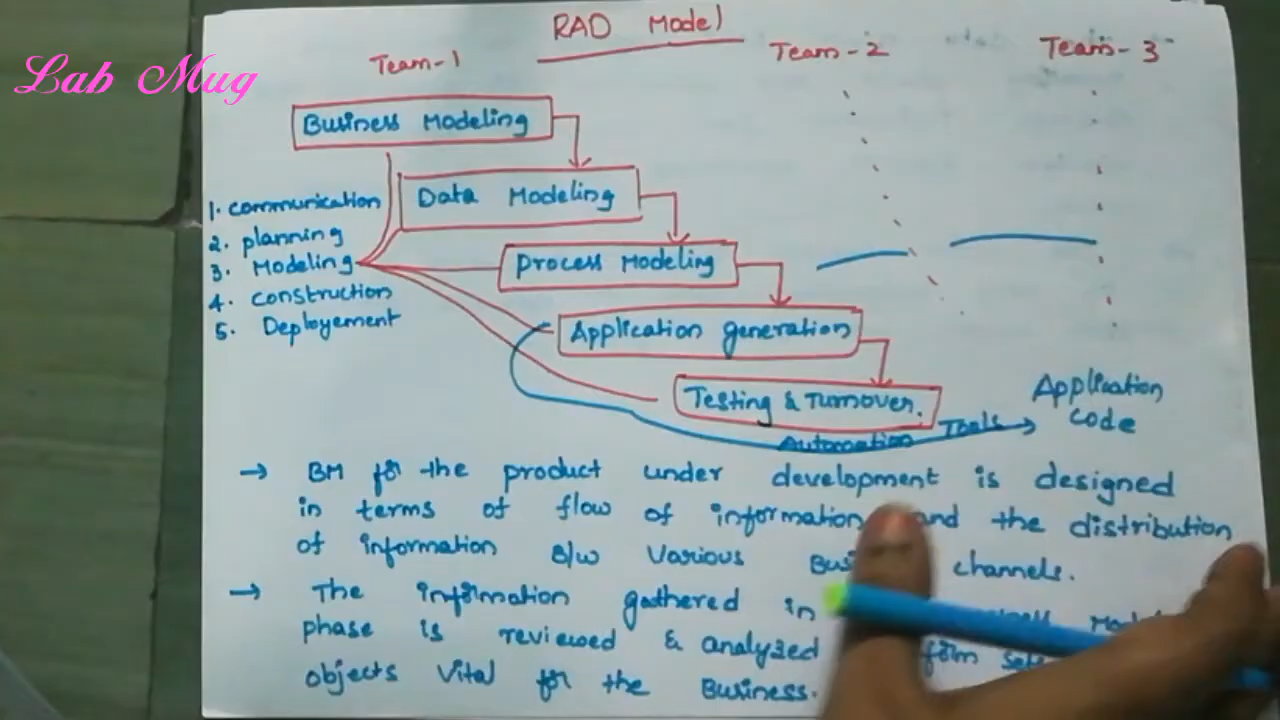 RAD Model
Lab Mug
Team-1
Team-2
Team-3
Business Modeling
Data Modeling
1. communication
2. planning
3. Modeling
4. construction
5. Deployement
process Modeling
Application generation
Testing & Turnover.
Automation Tools
Application
code
→ BM for the product under development is designed
in terms of flow of information and the distribution
of information B/w various channels.
→ The information gathered in
phase is reviewed & analyzed
objects vital for the Business.